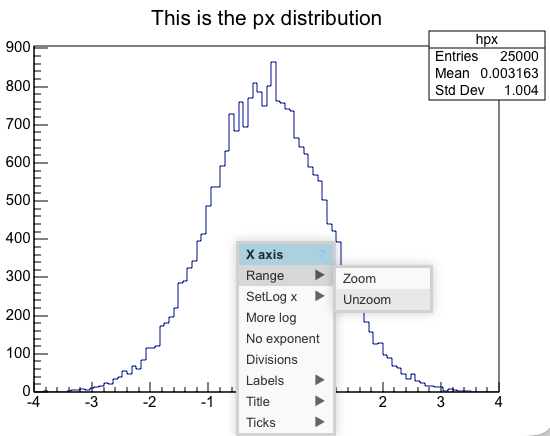 This is the px distribution
hpx
Entries 25000
Mean 0.003163
Std Dev 1.004
900
800
700
600
500
400
300
200
100
0
-4 -3 -2 -1 2 3 4
X axis ?
Range ▶
SetLog x ▶
More log
No exponent
Divisions
Labels ▶
Title ▶
Ticks ▶
Zoom
Unzoom